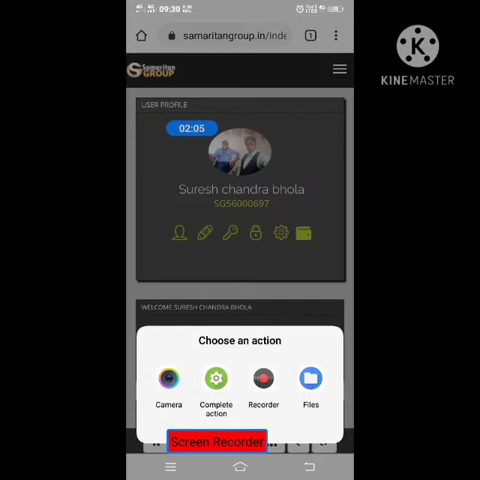 09:30
samaritangroup.in/inde
1
KINEMASTER
Samaritan
GROUP
USER PROFILE
02:05
Suresh chandra bhola
SG56000697
WELCOME SURESH CHANDRA BHOLA
Choose an action
Camera
Complete
action
Recorder
Files
Screen Recorder